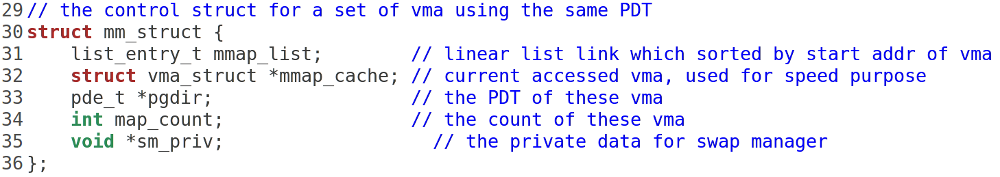 29// the control struct for a set of vma using the same PDT
30struct mm_struct {
31    list_entry_t mmap_list;        // linear list link which sorted by start addr of vma
32    struct vma_struct *mmap_cache; // current accessed vma, used for speed purpose
33    pde_t *pgdir;                  // the PDT of these vma
34    int map_count;                 // the count of these vma
35    void *sm_priv;                   // the private data for swap manager
36};